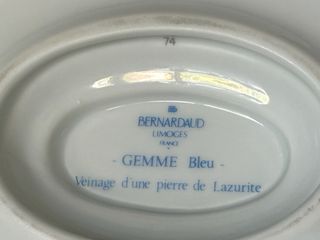 74
BERNARDAUD
LIMOGES
FRANCE
- GEMME Bleu -
Veinage d'une pierre de Lazurite